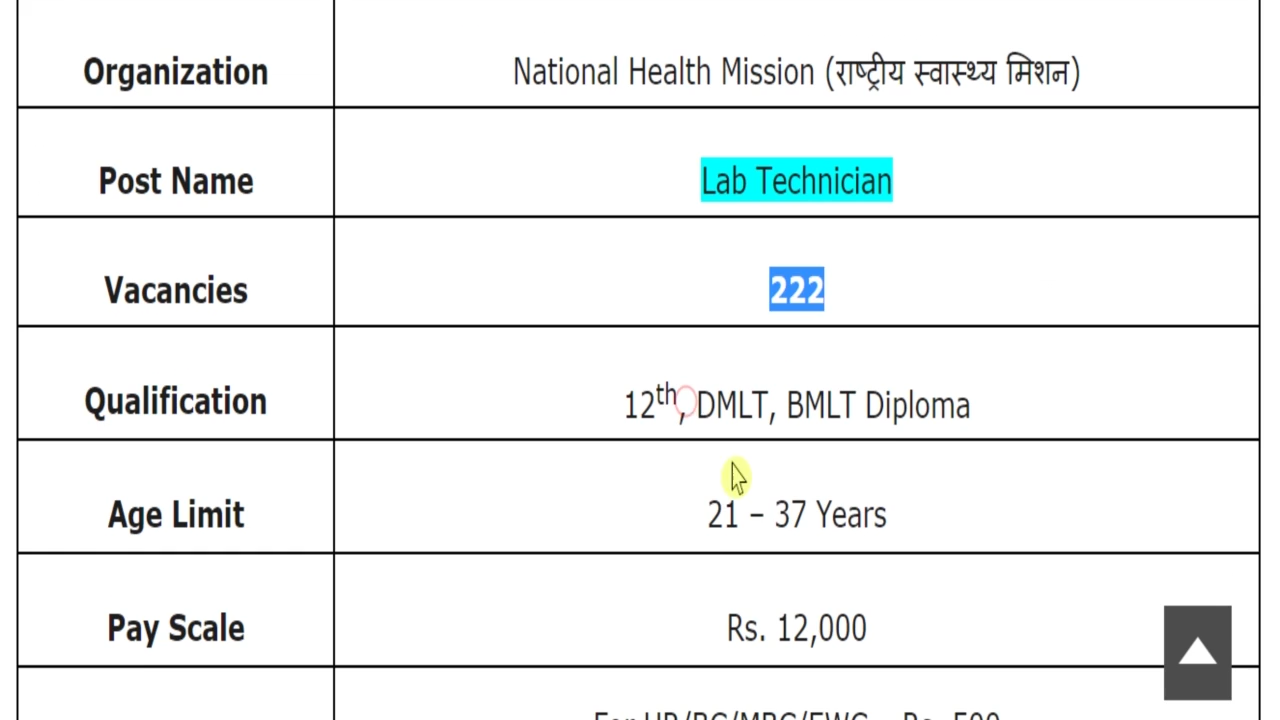 Organization National Health Mission (राष्ट्रीय स्वास्थ्य मिशन)
Post Name Lab Technician
Vacancies 222
Qualification 12th, DMLT, BMLT Diploma
Age Limit 21 – 37 Years
Pay Scale Rs. 12,000